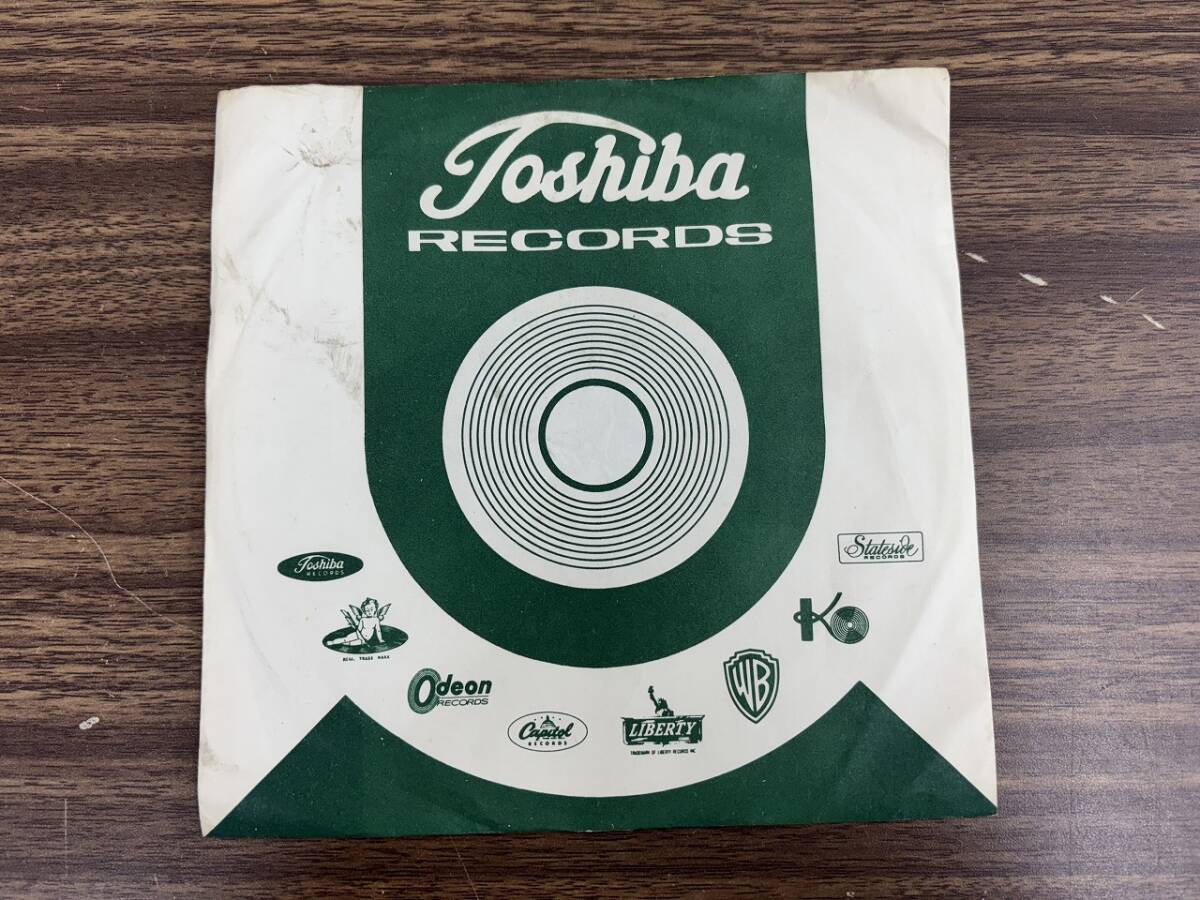 Toshiba
RECORDS
Toshiba
RECORDS
REG. TRADE MARK
Odeon
RECORDS
Capitol
RECORDS
LIBERTY
TRADEMARK OF LIBERTY RECORDS INC
WB
K
Stateside
RECORDS